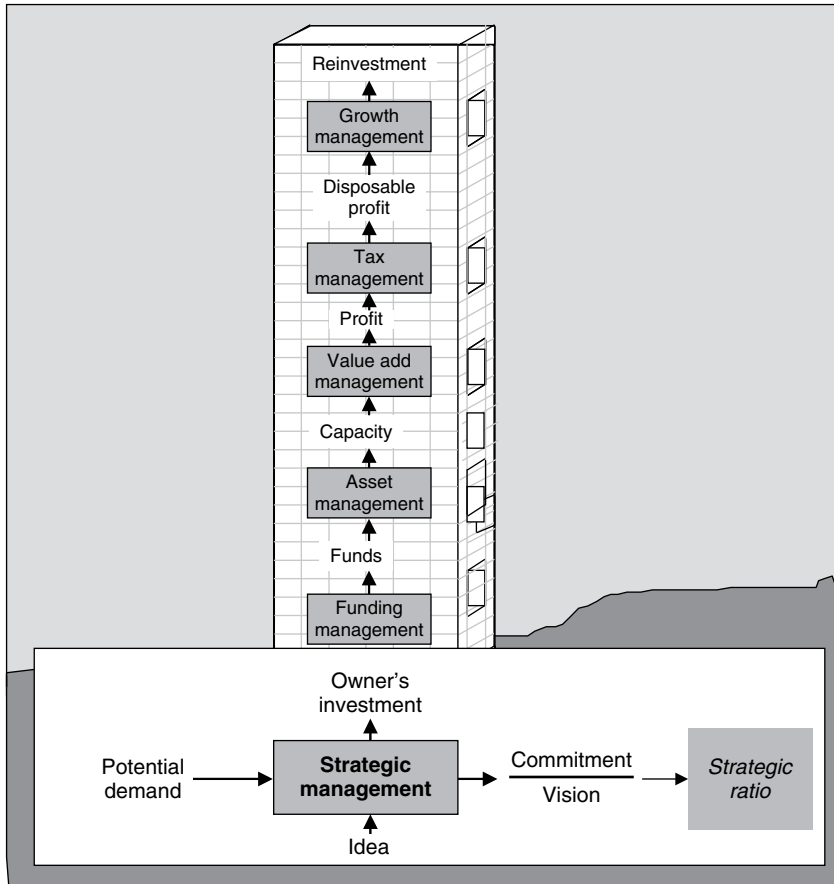 Reinvestment
Growth
management
Disposable
profit
Tax
management
Profit
Value add
management
Capacity
Asset
management
Funds
Funding
management
Owner's
investment
Potential
demand
Strategic
management
Commitment
Vision
Strategic
ratio
Idea